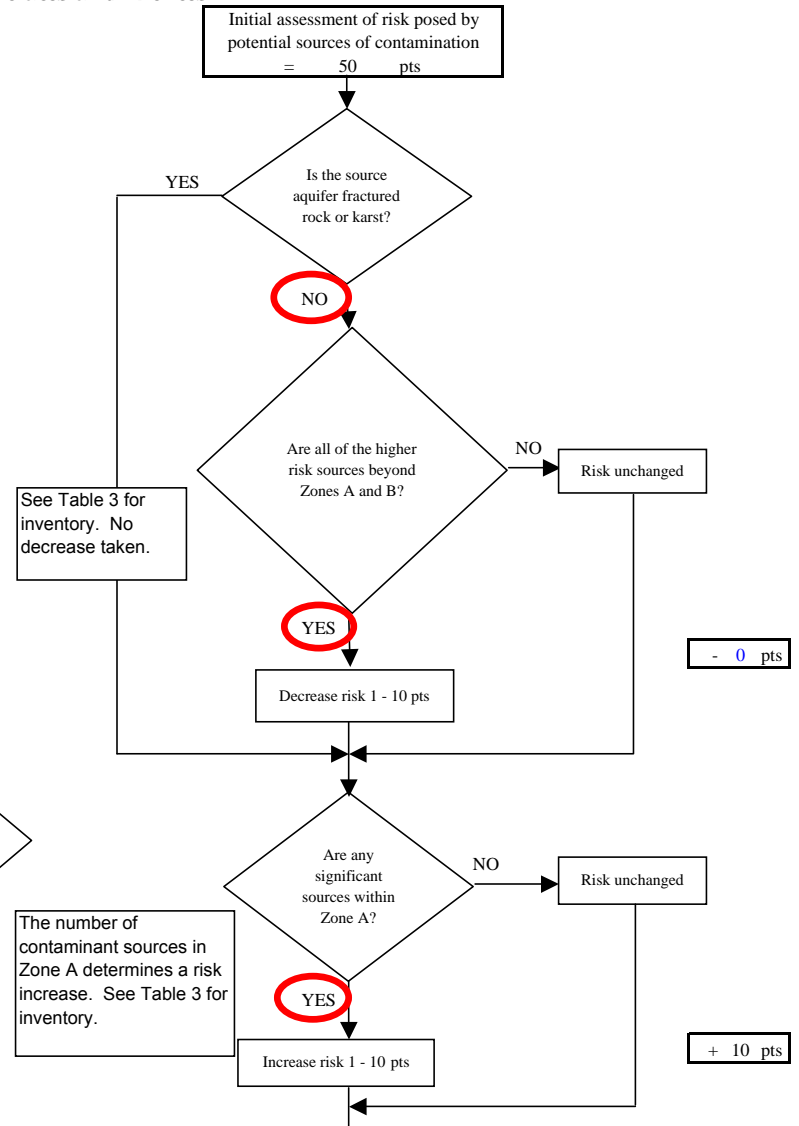 Initial assessment of risk posed by
potential sources of contamination
= 50 pts
Is the source
aquifer fractured
rock or karst?
YES
NO
Are all of the higher
risk sources beyond
Zones A and B?
NO
Risk unchanged
See Table 3 for
inventory. No
decrease taken.
YES
- 0 pts
Decrease risk 1 - 10 pts
Are any
significant
sources within
Zone A?
NO
Risk unchanged
The number of
contaminant sources in
Zone A determines a risk
increase. See Table 3 for
inventory.
YES
Increase risk 1 - 10 pts
+ 10 pts